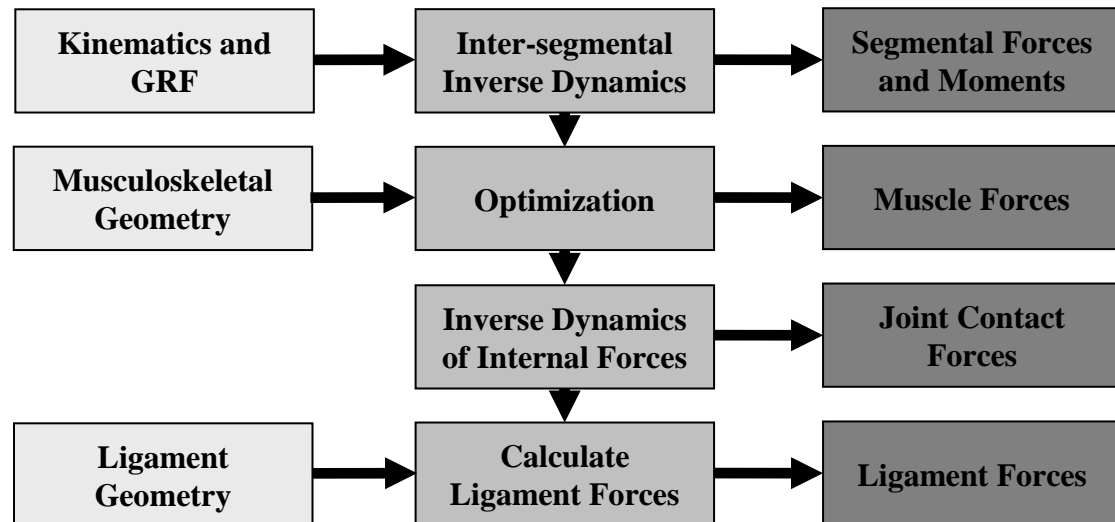 Kinematics and
GRF
Inter-segmental
Inverse Dynamics
Segmental Forces
and Moments
Musculoskeletal
Geometry
Optimization
Muscle Forces
Inverse Dynamics
of Internal Forces
Joint Contact
Forces
Ligament
Geometry
Calculate
Ligament Forces
Ligament Forces